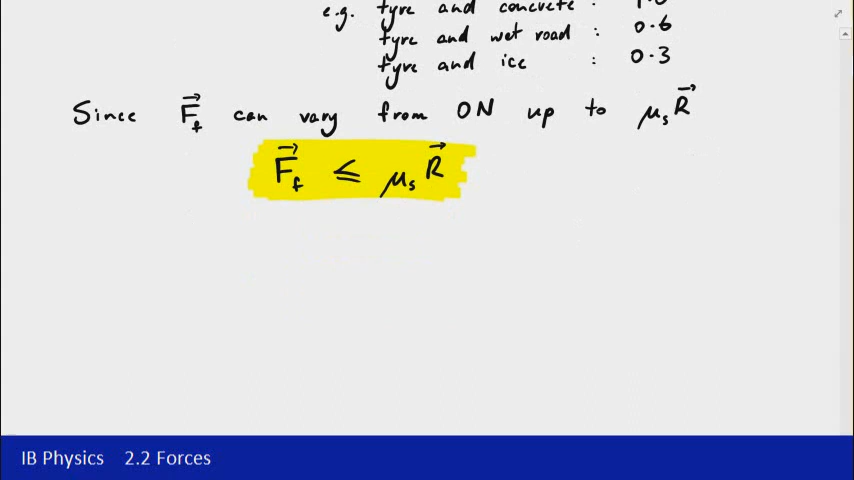 e.g. tyre and concrete :
tyre and wet road : 0.6
tyre and ice : 0.3
Since F⃗f can vary from 0N up to μs R⃗
F⃗f ≤ μs R⃗
IB Physics 2.2 Forces